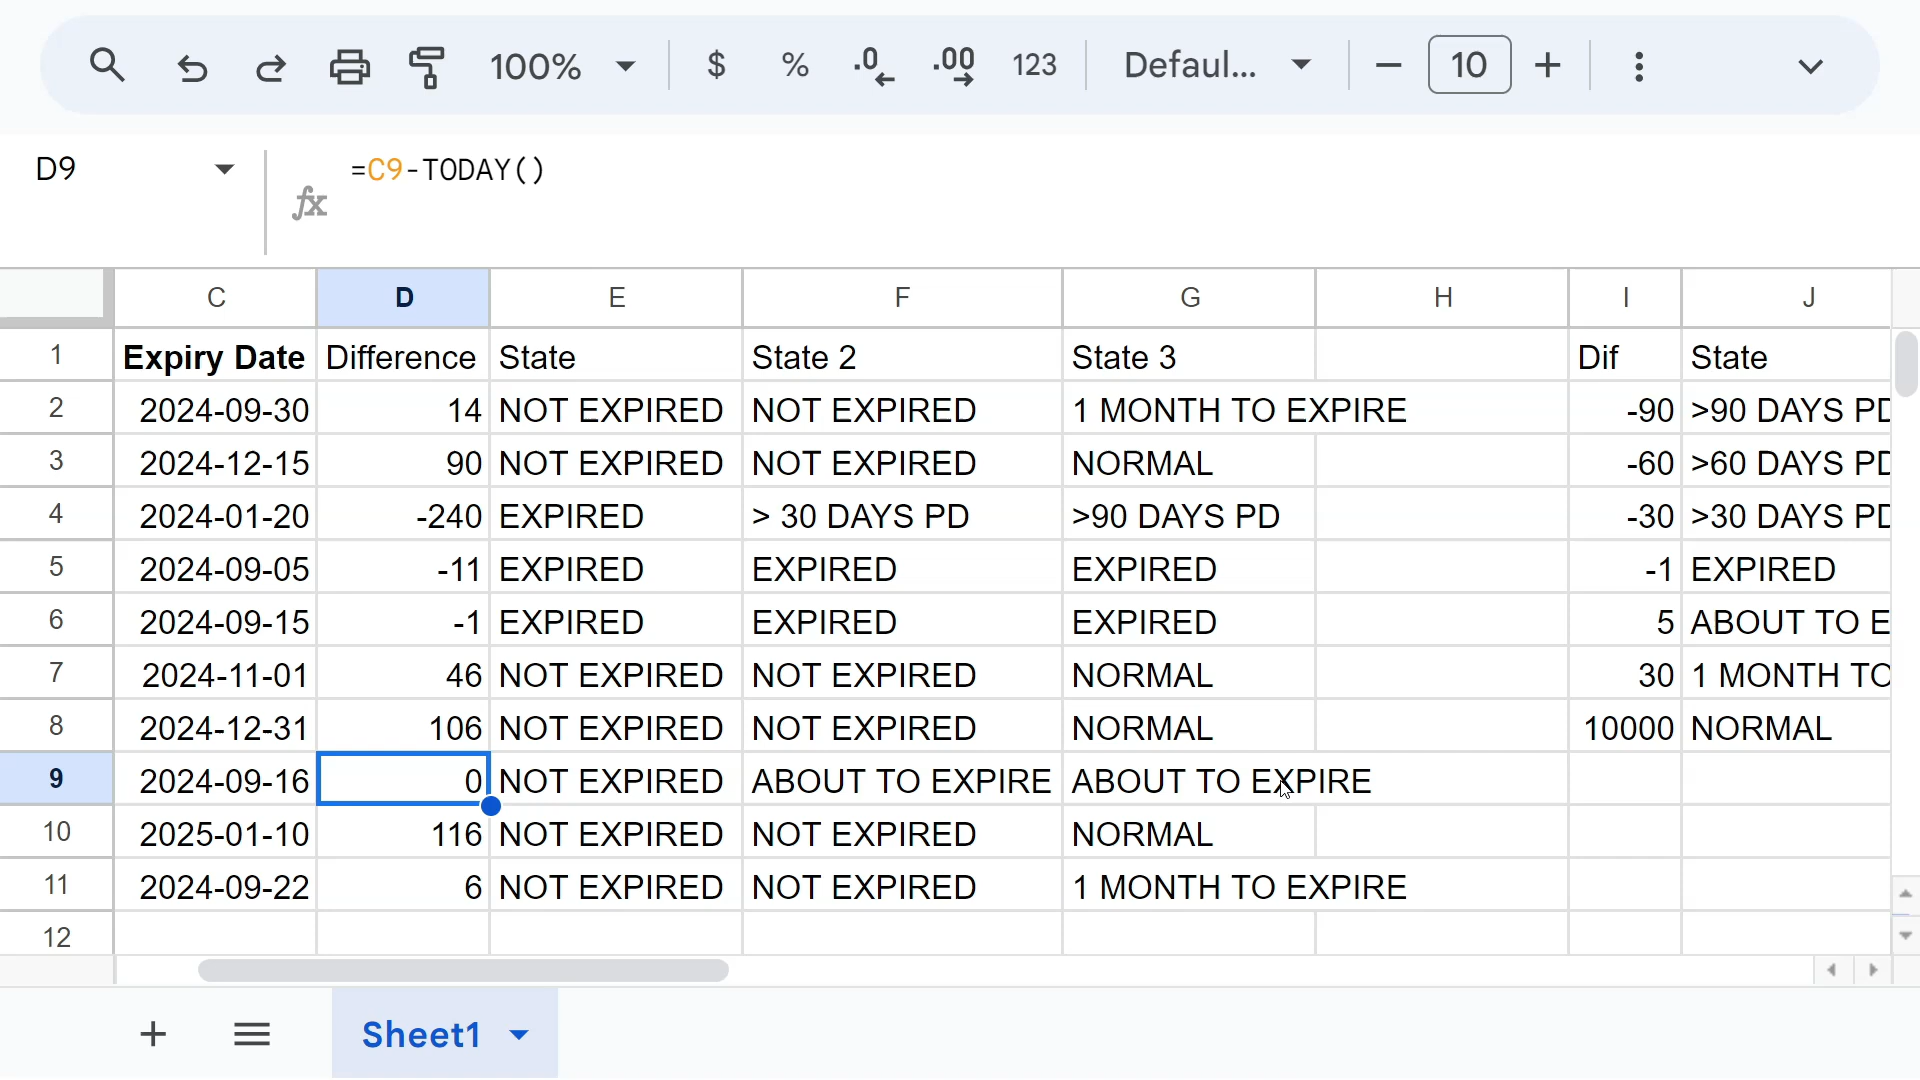 100% $ % .0 .00 123 Defaul... 10
D9 =C9-TODAY()
fx
C D E F G H I J
1 Expiry Date Difference State State 2 State 3 Dif State
2 2024-09-30 14 NOT EXPIRED NOT EXPIRED 1 MONTH TO EXPIRE -90 >90 DAYS PD
3 2024-12-15 90 NOT EXPIRED NOT EXPIRED NORMAL -60 >60 DAYS PD
4 2024-01-20 -240 EXPIRED > 30 DAYS PD >90 DAYS PD -30 >30 DAYS PD
5 2024-09-05 -11 EXPIRED EXPIRED EXPIRED -1 EXPIRED
6 2024-09-15 -1 EXPIRED EXPIRED EXPIRED 5 ABOUT TO E
7 2024-11-01 46 NOT EXPIRED NOT EXPIRED NORMAL 30 1 MONTH TO
8 2024-12-31 106 NOT EXPIRED NOT EXPIRED NORMAL 10000 NORMAL
9 2024-09-16 0 NOT EXPIRED ABOUT TO EXPIRE ABOUT TO EXPIRE
10 2025-01-10 116 NOT EXPIRED NOT EXPIRED NORMAL
11 2024-09-22 6 NOT EXPIRED NOT EXPIRED 1 MONTH TO EXPIRE
12
Sheet1